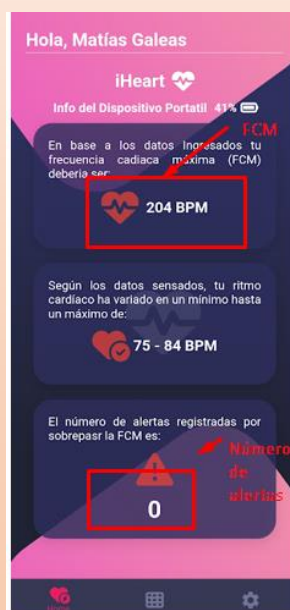 Hola, Matías Galeas
iHeart
Info del Dispositivo Portatil 41%
FCM
En base a los datos Ingresados tu
frecuencia cadiaca máxima (FCM)
deberia ser:
204 BPM
Según los datos sensados, tu ritmo
cardíaco ha variado en un mínimo hasta
un máximo de:
75 - 84 BPM
El número de alertas registradas por
sobrepasr la FCM es:
Número
de
alertas
0
Home